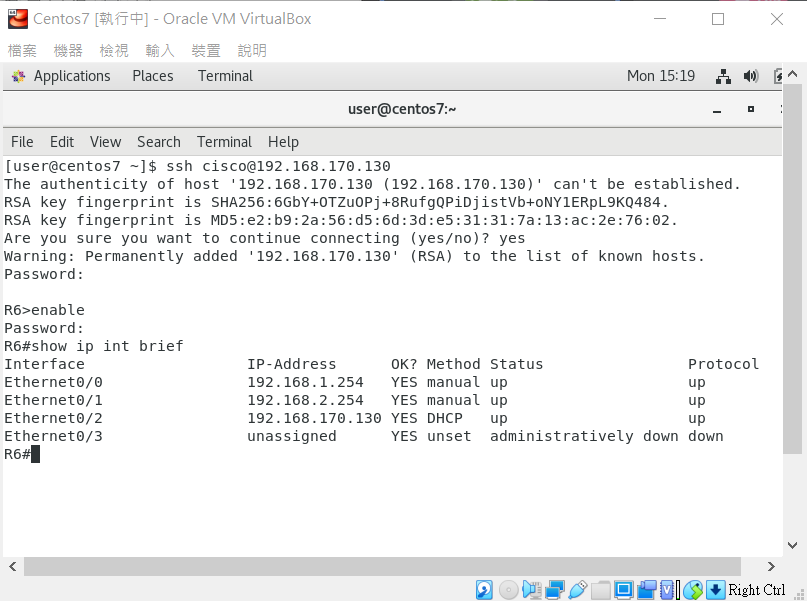 Centos7 [執行中] - Oracle VM VirtualBox
檔案 機器 檢視 輸入 裝置 說明
Applications Places Terminal Mon 15:19
user@centos7:~
File Edit View Search Terminal Help
[user@centos7 ~]$ ssh cisco@192.168.170.130
The authenticity of host '192.168.170.130 (192.168.170.130)' can't be established.
RSA key fingerprint is SHA256:6GbY+OTZuOPj+8RufgQPiDjistVb+oNY1ERpL9KQ484.
RSA key fingerprint is MD5:e2:b9:2a:56:d5:6d:3d:e5:31:31:7a:13:ac:2e:76:02.
Are you sure you want to continue connecting (yes/no)? yes
Warning: Permanently added '192.168.170.130' (RSA) to the list of known hosts.
Password:
R6>enable
Password:
R6#show ip int brief
Interface IP-Address OK? Method Status Protocol
Ethernet0/0 192.168.1.254 YES manual up up
Ethernet0/1 192.168.2.254 YES manual up up
Ethernet0/2 192.168.170.130 YES DHCP up up
Ethernet0/3 unassigned YES unset administratively down down
R6#
Right Ctrl